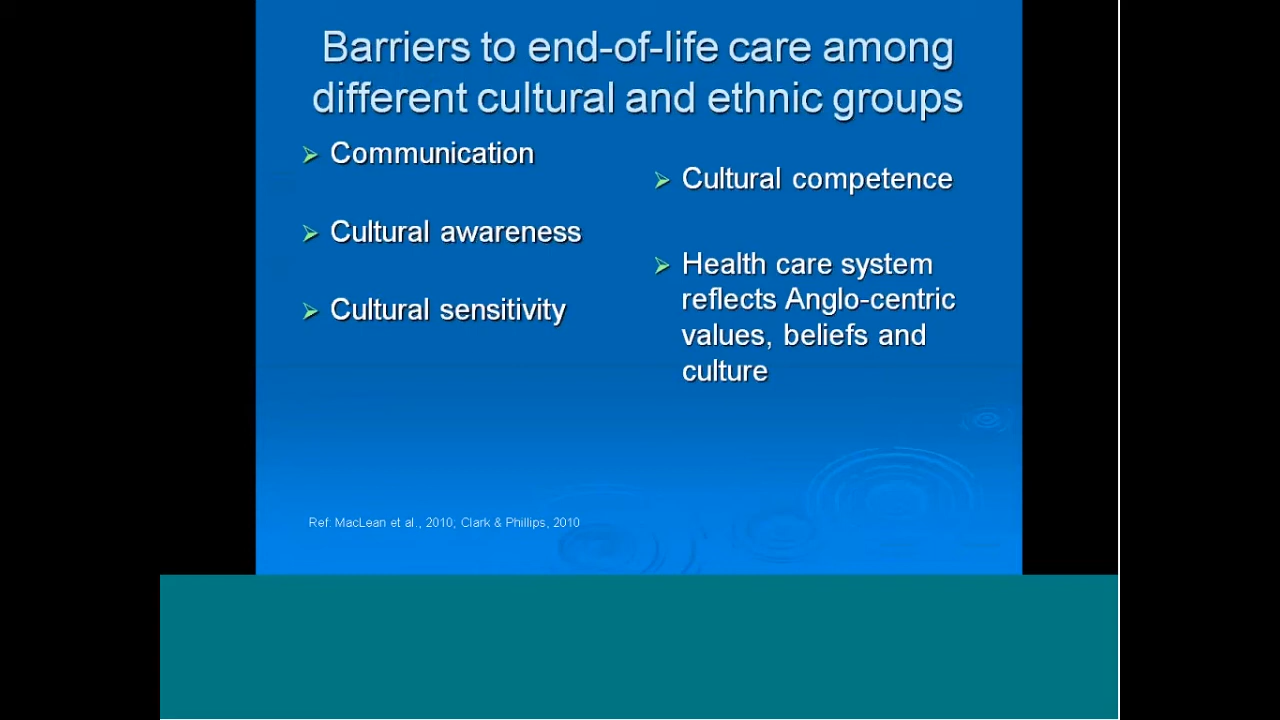 Barriers to end-of-life care among
different cultural and ethnic groups
Communication
Cultural awareness
Cultural sensitivity
Cultural competence
Health care system
reflects Anglo-centric
values, beliefs and
culture
Ref: MacLean et al., 2010; Clark & Phillips, 2010